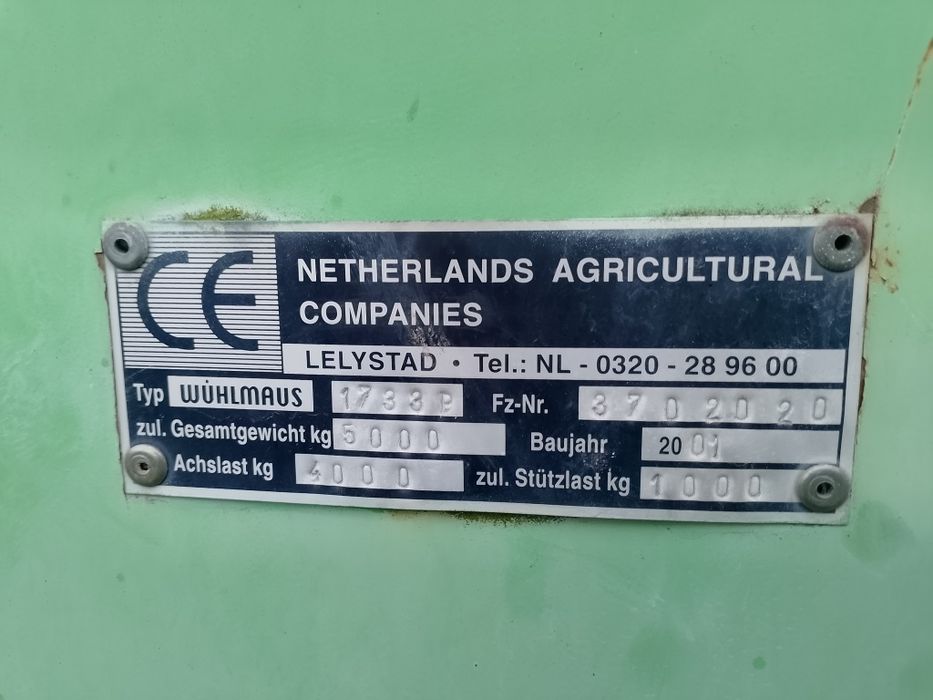 CE NETHERLANDS AGRICULTURAL
COMPANIES
LELYSTAD • Tel.: NL - 0320 - 28 96 00
Typ WÜHLMAUS 1733P Fz-Nr. 3702020
zul. Gesamtgewicht kg 5000 Baujahr 2001
Achslast kg 4000 zul. Stützlast kg 1000